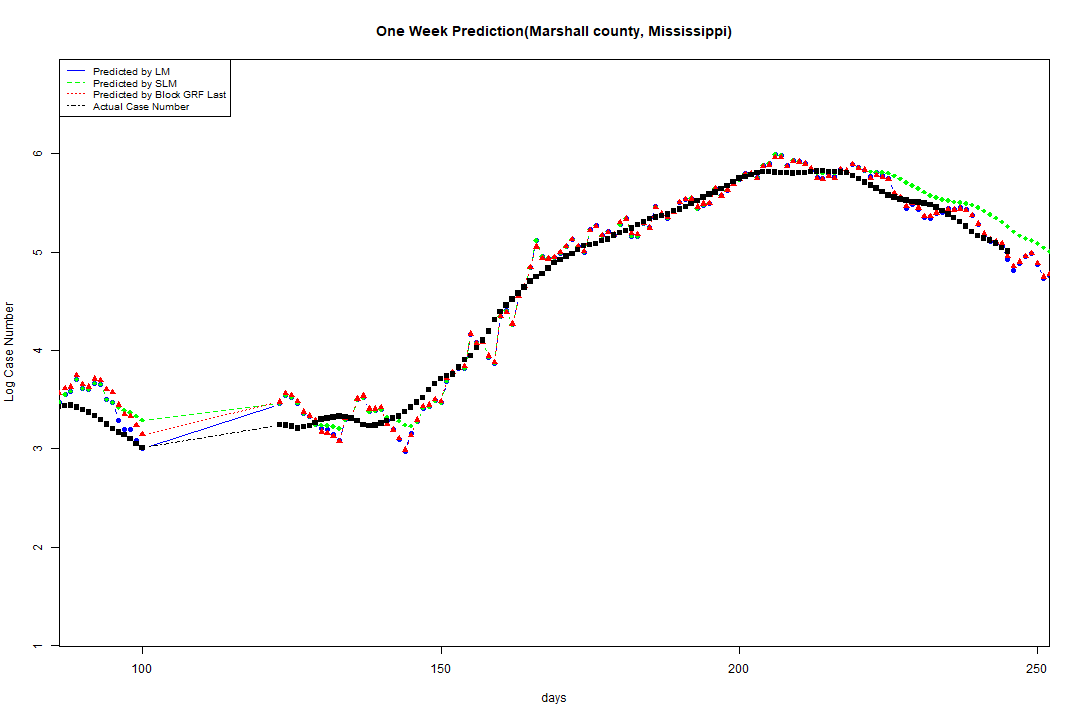 One Week Prediction(Marshall county, Mississippi)
Predicted by LM
Predicted by SLM
Predicted by Block GRF Last
Actual Case Number
Log Case Number
6
5
4
3
2
1
100
150
200
250
days